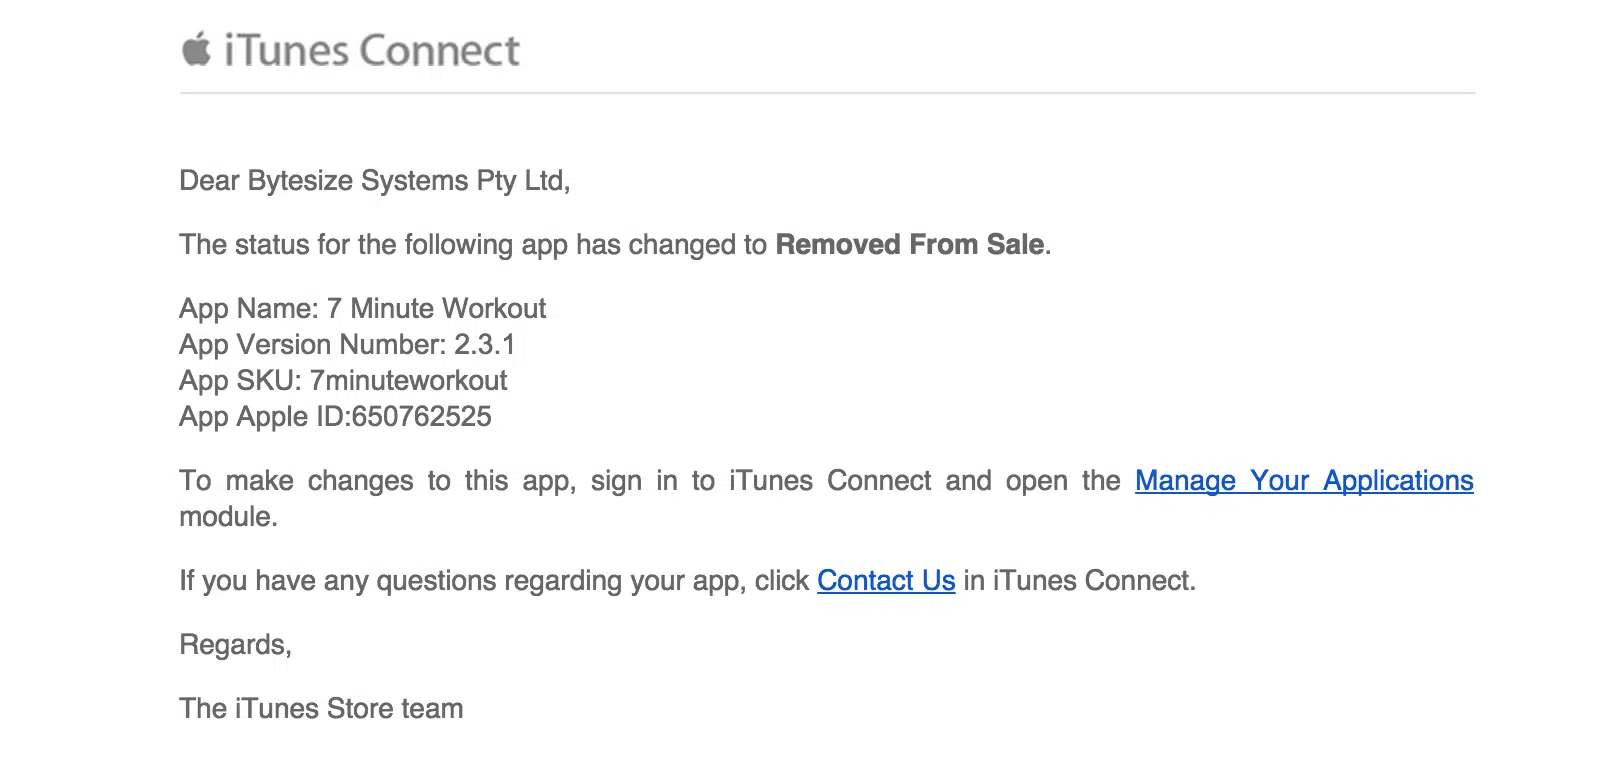 iTunes Connect
Dear Bytesize Systems Pty Ltd,
The status for the following app has changed to Removed From Sale.
App Name: 7 Minute Workout
App Version Number: 2.3.1
App SKU: 7minuteworkout
App Apple ID:650762525
To make changes to this app, sign in to iTunes Connect and open the Manage Your Applications
module.
If you have any questions regarding your app, click Contact Us in iTunes Connect.
Regards,
The iTunes Store team